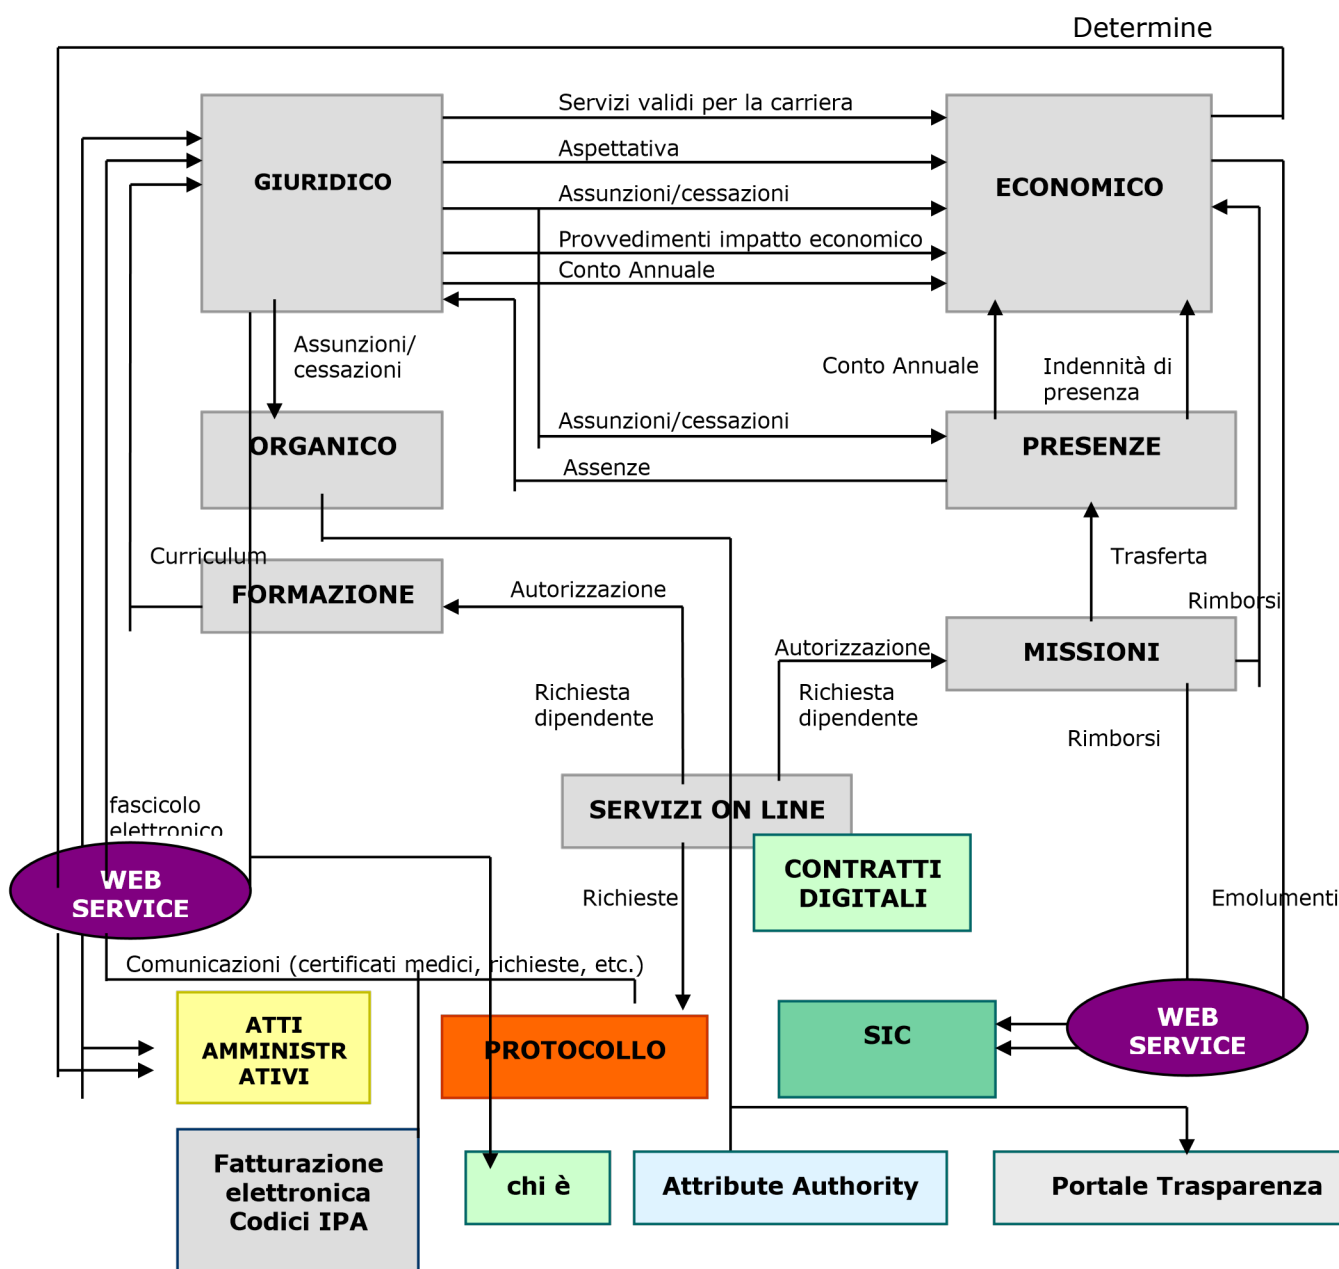 Determine
Servizi validi per la carriera
Aspettativa
GIURIDICO
ECONOMICO
Assunzioni/cessazioni
Provvedimenti impatto economico
Conto Annuale
Assunzioni/
cessazioni
Conto Annuale
Indennità di
presenza
Assunzioni/cessazioni
ORGANICO
PRESENZE
Assenze
Curriculum
Trasferta
FORMAZIONE
Autorizzazione
Rimborsi
Autorizzazione
MISSIONI
Richiesta
dipendente
Richiesta
dipendente
Rimborsi
fascicolo
elettronico
SERVIZI ON LINE
CONTRATTI
DIGITALI
WEB
SERVICE
Richieste
Emolumenti
Comunicazioni (certificati medici, richieste, etc.)
ATTI
AMMINISTR
ATIVI
PROTOCOLLO
SIC
WEB
SERVICE
Fatturazione
elettronica
Codici IPA
chi è
Attribute Authority
Portale Trasparenza